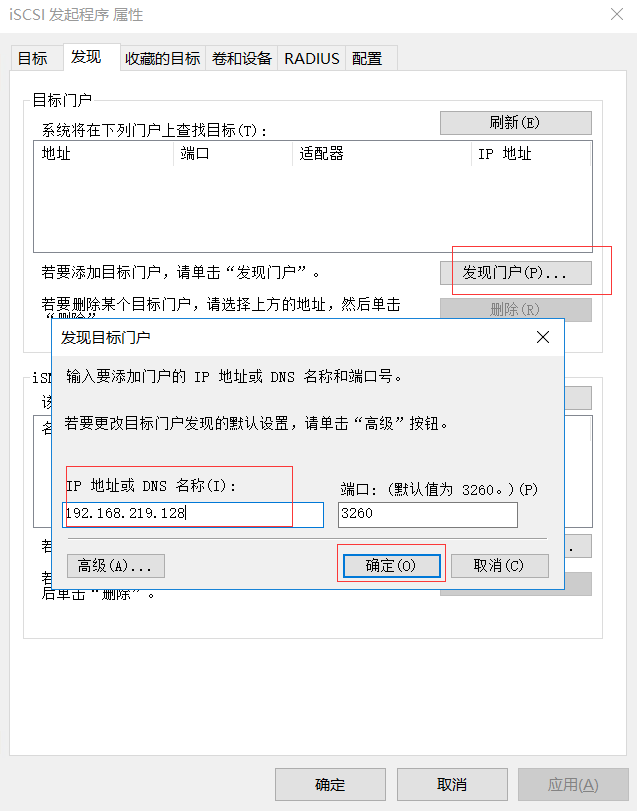 iSCSI 发起程序 属性
目标 发现 收藏的目标 卷和设备 RADIUS 配置
目标门户
系统将在下列门户上查找目标(T):
刷新(E)
地址 端口 适配器 IP 地址
若要添加目标门户，请单击“发现门户”。
发现门户(P)...
若要删除某个目标门户，请选择上方的地址，然后单击
“删除”
删除(R)
发现目标门户
输入要添加门户的 IP 地址或 DNS 名称和端口号。
若要更改目标门户发现的默认设置，请单击“高级”按钮。
IP 地址或 DNS 名称(I):
端口: (默认值为 3260。)(P)
192.168.219.128
3260
高级(A)...
确定(O)
取消(C)
后单击“删除”。
确定
取消
应用(A)